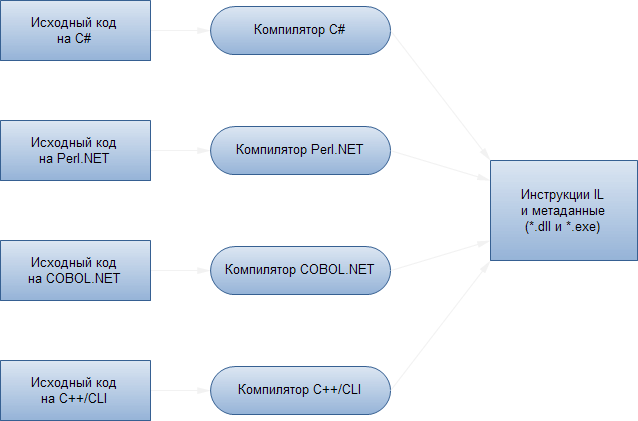 Исходный код
на C#
Компилятор C#
Исходный код
на Perl.NET
Компилятор Perl.NET
Инструкции IL
и метаданные
(*.dll и *.exe)
Исходный код
на COBOL.NET
Компилятор COBOL.NET
Исходный код
на C++/CLI
Компилятор C++/CLI